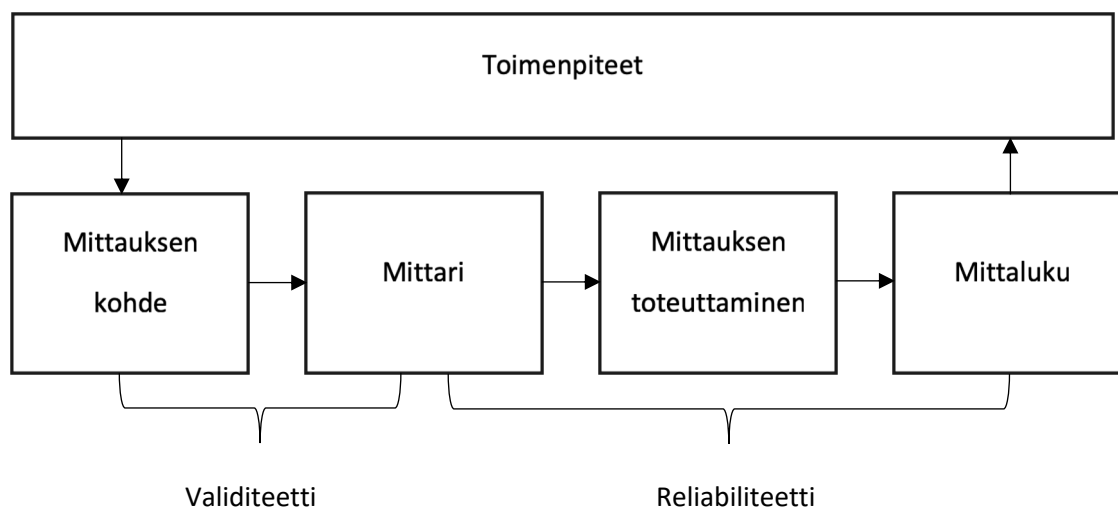 Toimenpiteet
Mittauksen
kohde
Mittari
Mittauksen
toteuttaminen
Mittaluku
Validiteetti
Reliabiliteetti